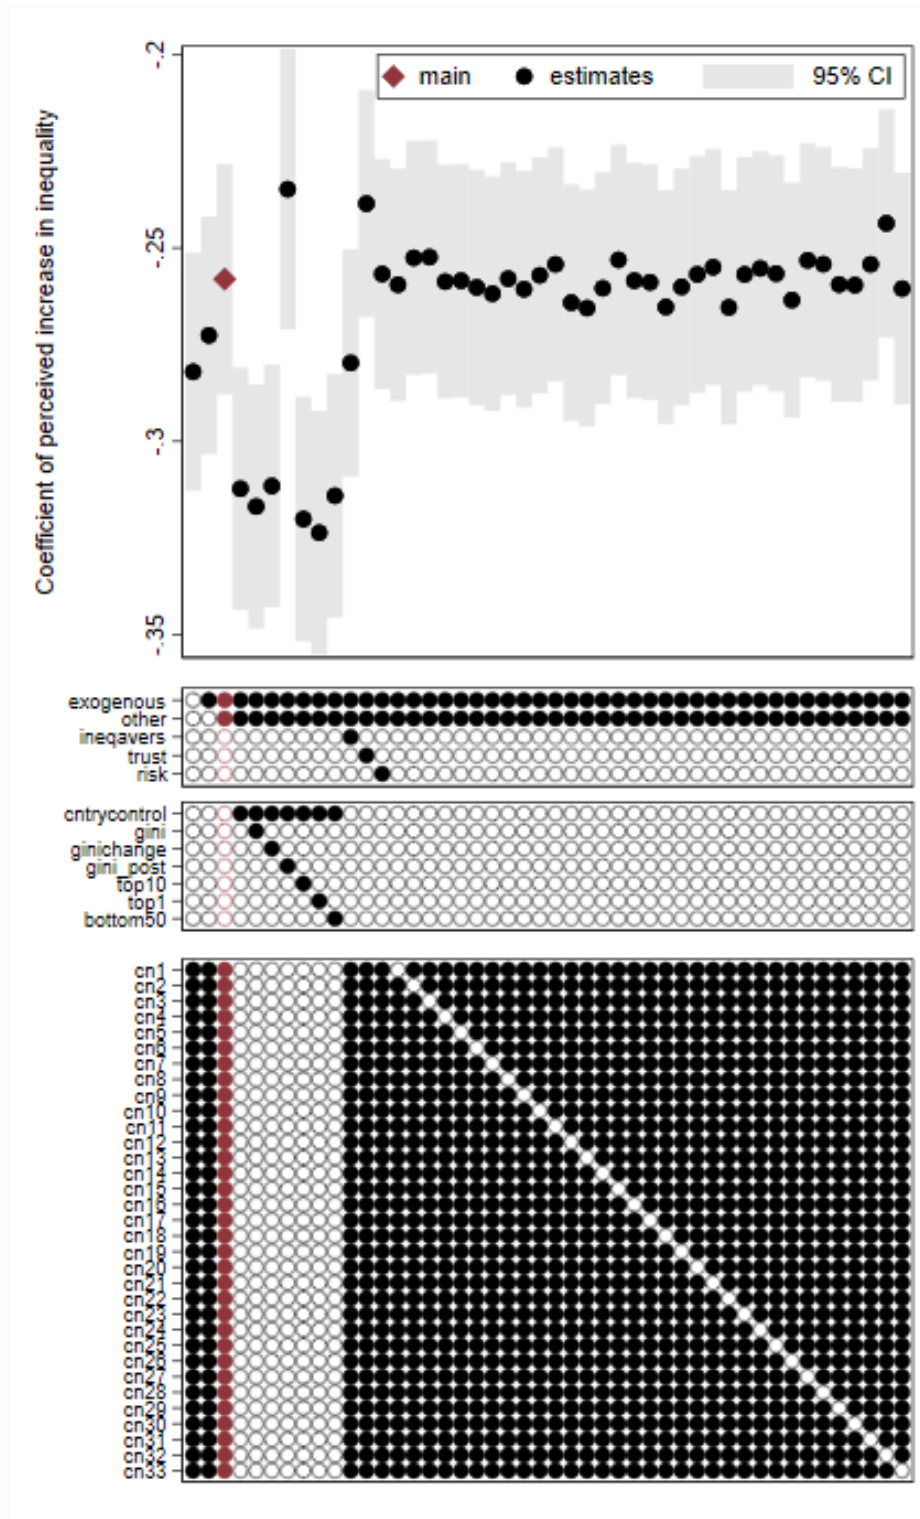 Coefficient of perceived increase in inequality
-.2
-.25
-.3
-.35
main estimates 95% CI
exogenous
other
ineqavers
trust
risk
cntrycontrol
gini
ginichange
gini_post
top10
top1
bottom50
cn1
cn2
cn3
cn4
cn5
cn6
cn7
cn8
cn9
cn10
cn11
cn12
cn13
cn14
cn15
cn16
cn17
cn18
cn19
cn20
cn21
cn22
cn23
cn24
cn25
cn26
cn27
cn28
cn29
cn30
cn31
cn32
cn33